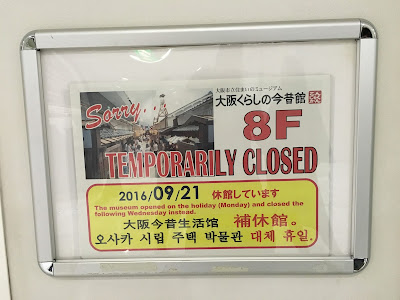 大阪市立住まいのミュージアム
大阪くらしの今昔館
Sorry...
8F
TEMPORARILY CLOSED
2016/09/21 休館しています
The museum opened on the holiday (Monday) and closed the
following Wednesday instead.
大阪今昔生活馆 补休馆。
오사카 시립 주택 박물관 대체 휴일.